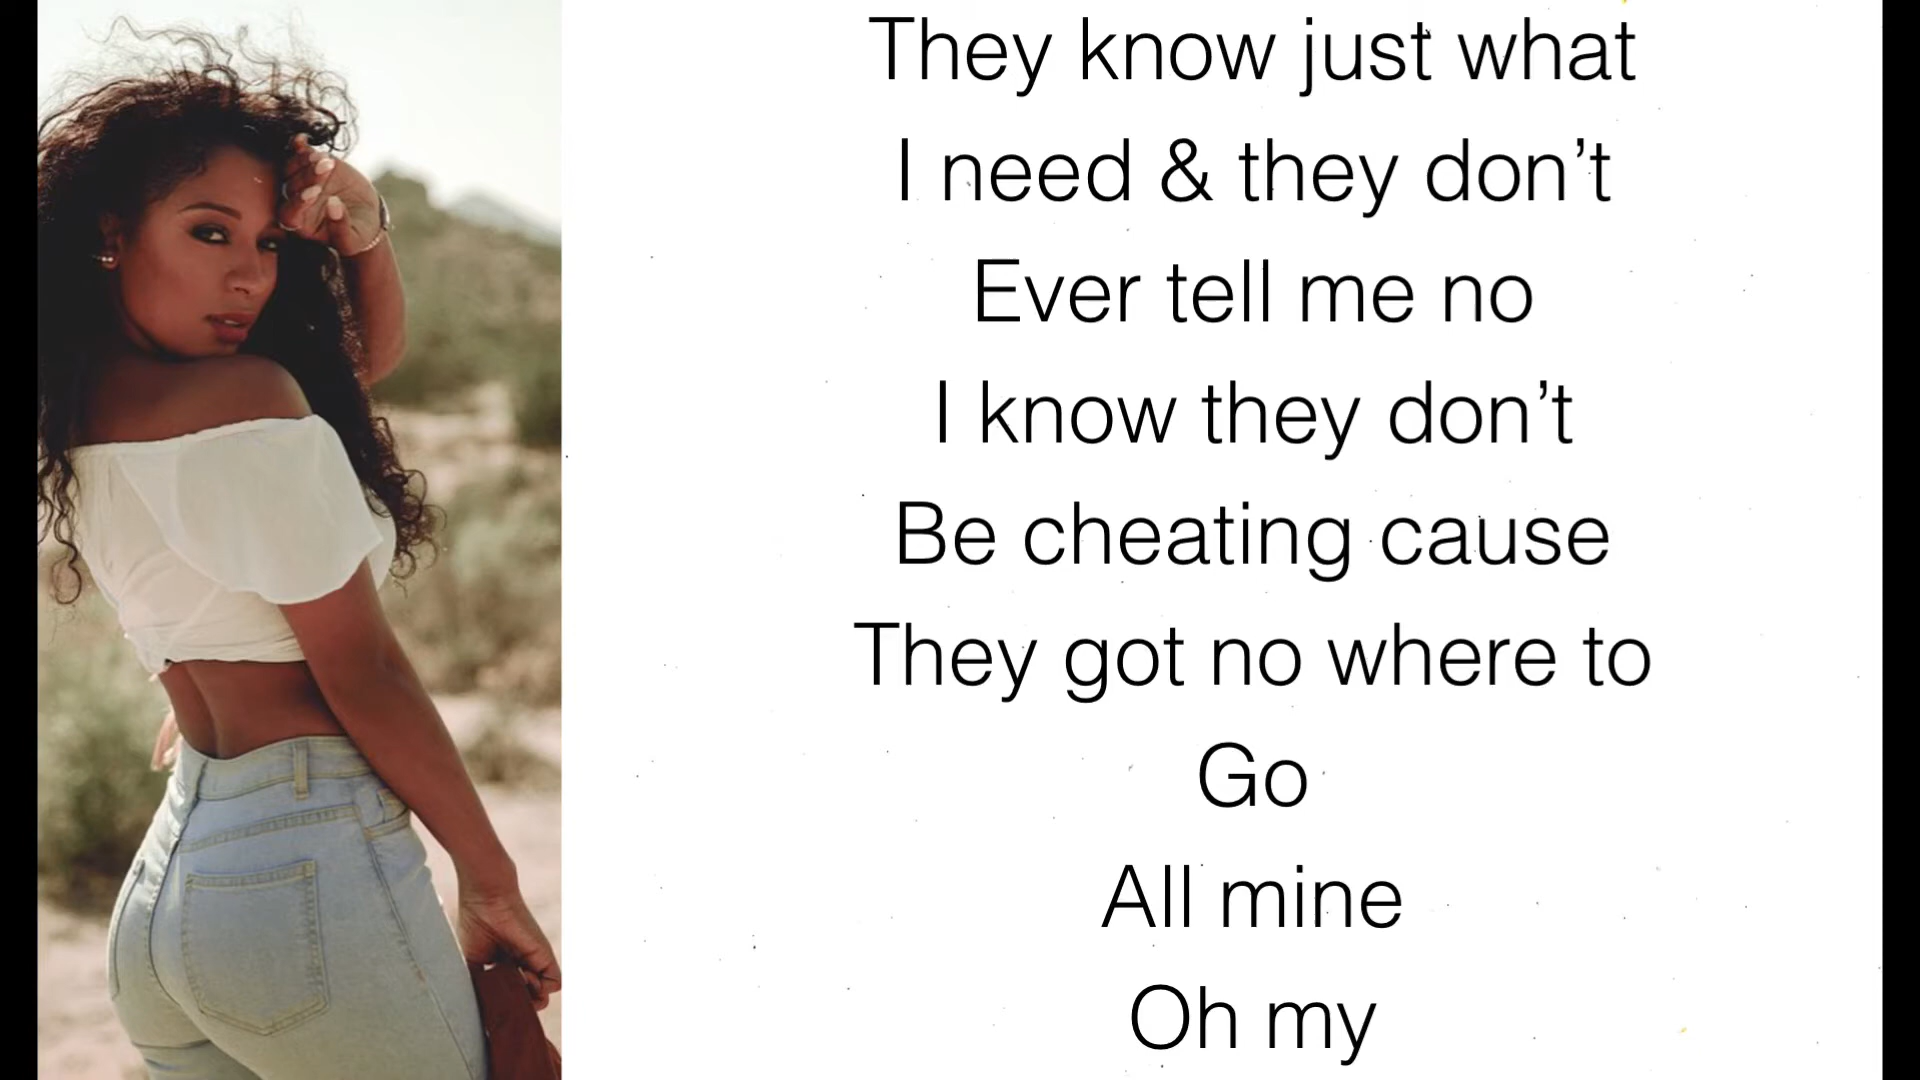 They know just what
I need & they don’t
Ever tell me no
I know they don’t
Be cheating cause
They got no where to
Go
All mine
Oh my